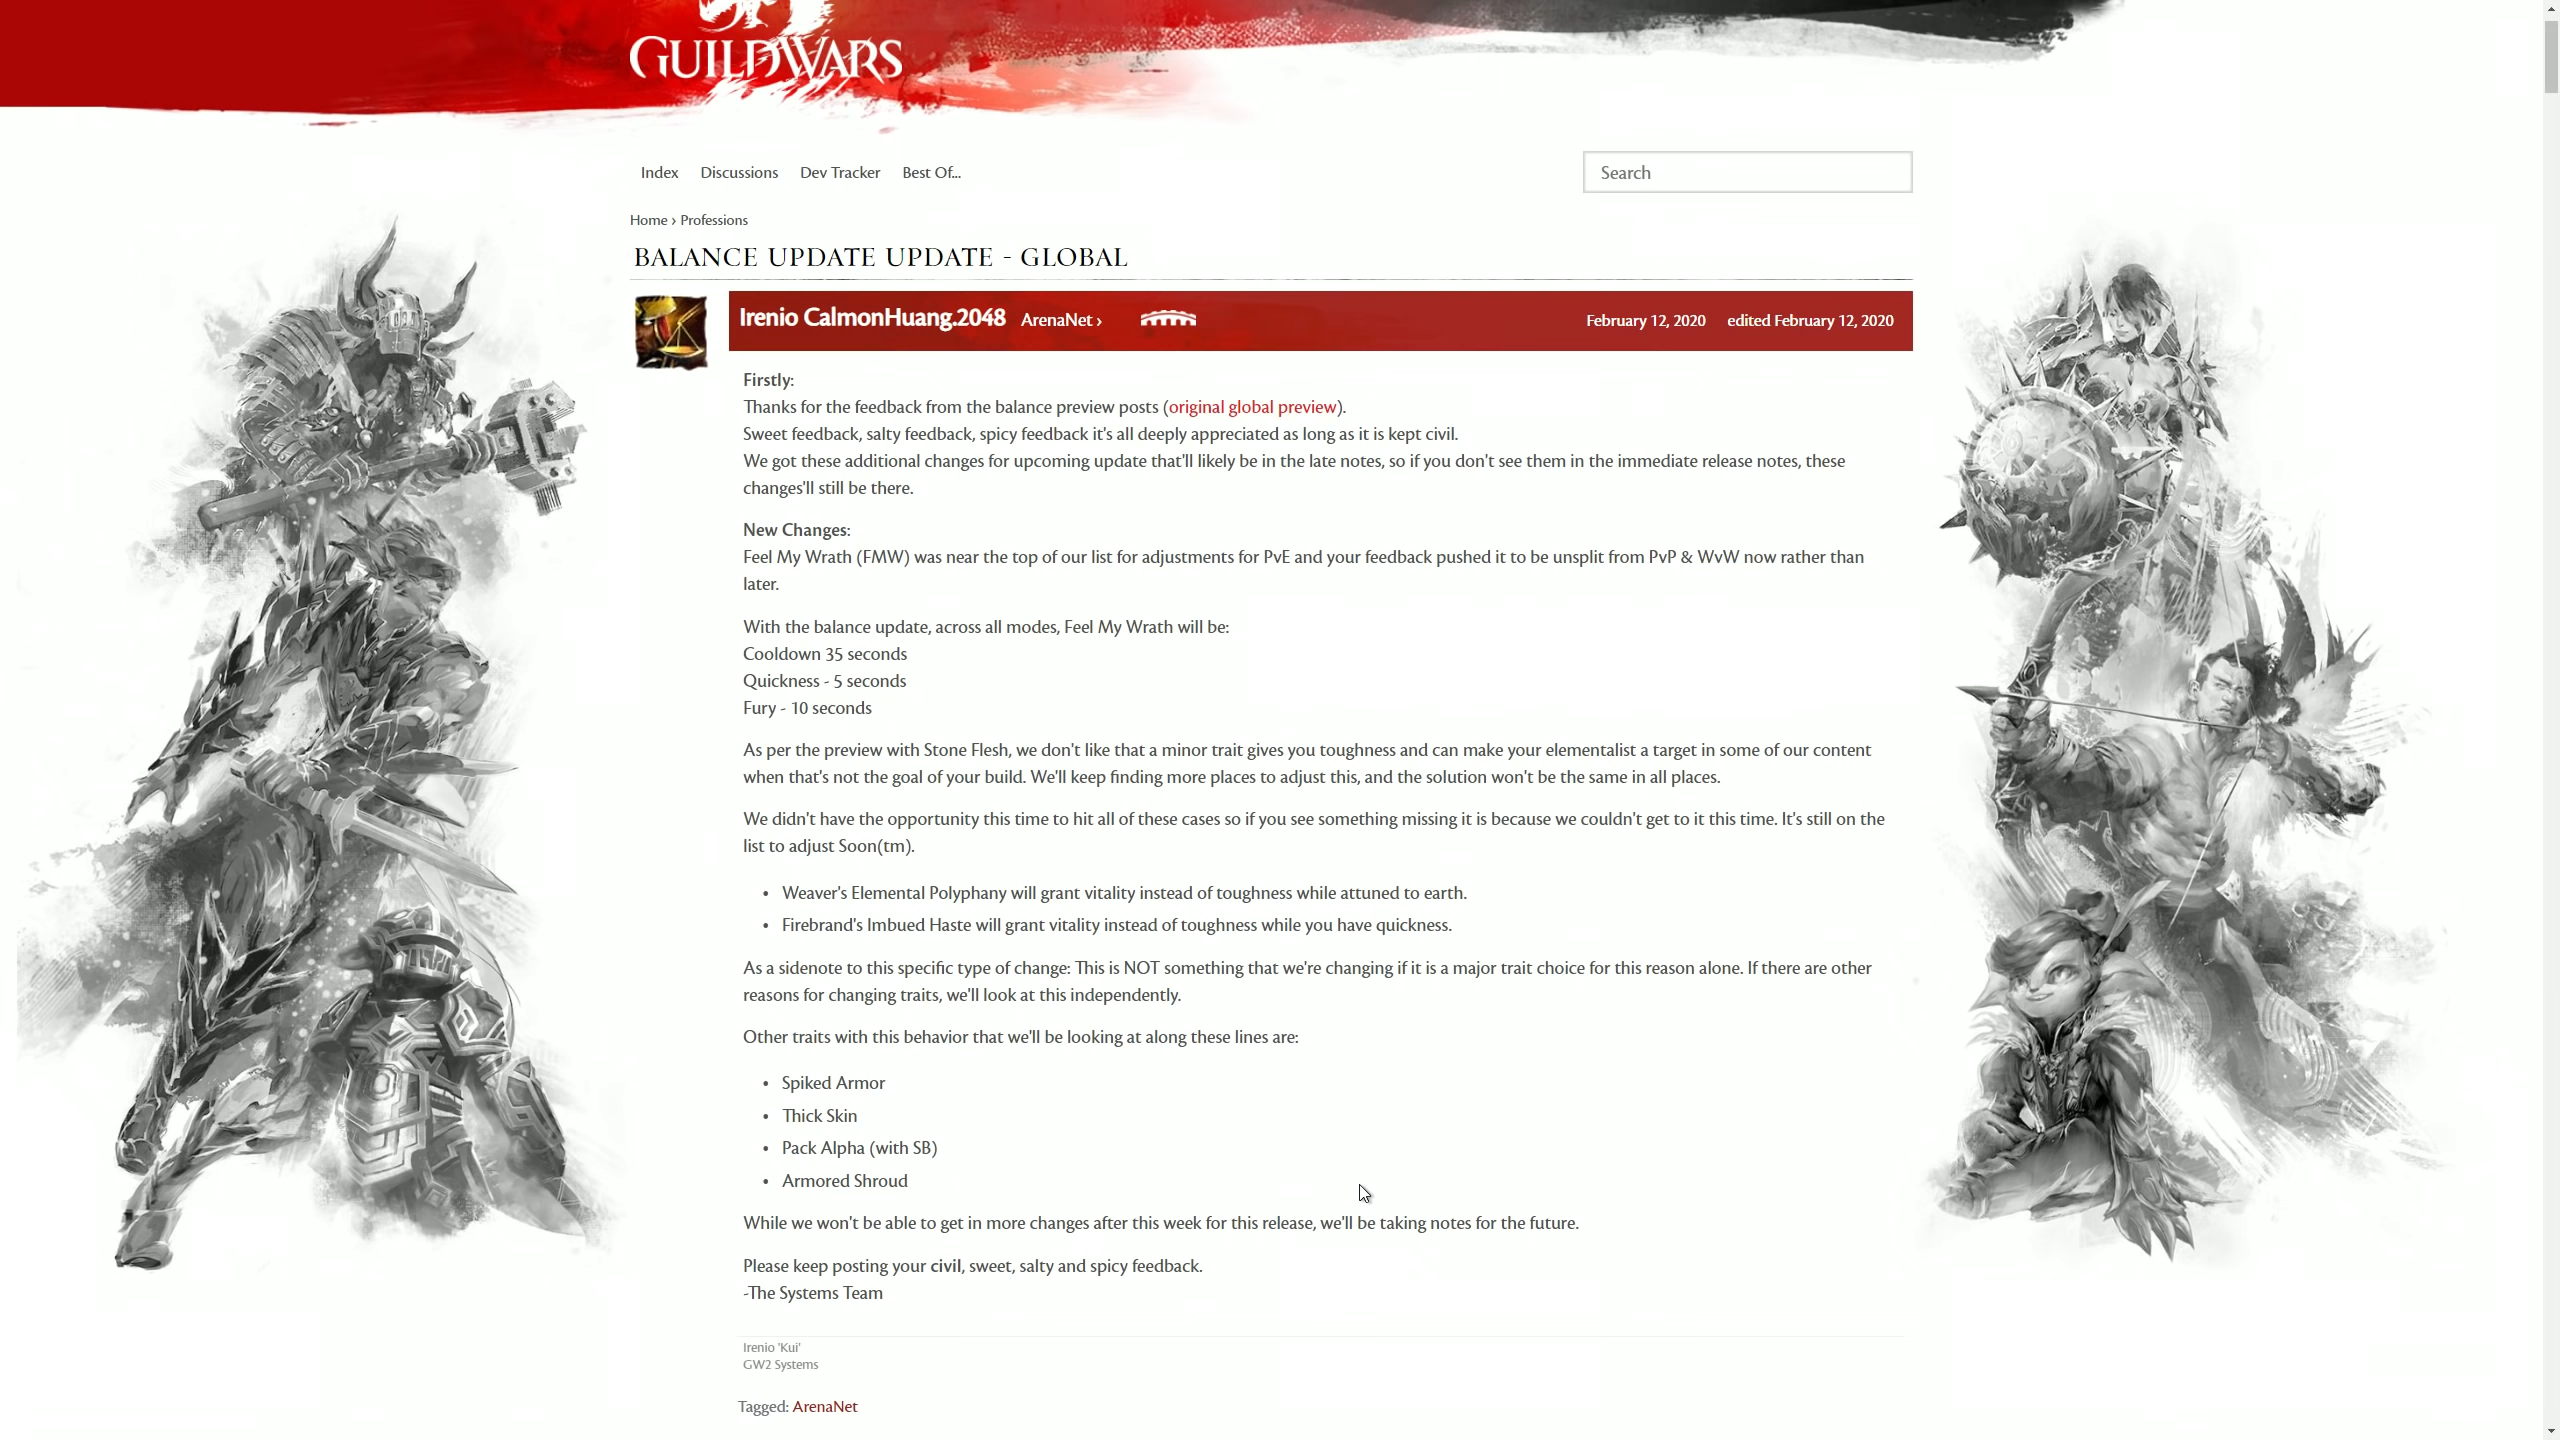 GUILDWARS
Index Discussions Dev Tracker Best Of... Search
Home › Professions
BALANCE UPDATE UPDATE - GLOBAL
Irenio CalmonHuang.2048 ArenaNet › February 12, 2020 edited February 12, 2020
Firstly:
Thanks for the feedback from the balance preview posts (original global preview).
Sweet feedback, salty feedback, spicy feedback it's all deeply appreciated as long as it is kept civil.
We got these additional changes for upcoming update that'll likely be in the late notes, so if you don't see them in the immediate release notes, these
changes'll still be there.
New Changes:
Feel My Wrath (FMW) was near the top of our list for adjustments for PvE and your feedback pushed it to be unsplit from PvP & WvW now rather than
later.
With the balance update, across all modes, Feel My Wrath will be:
Cooldown 35 seconds
Quickness - 5 seconds
Fury - 10 seconds
As per the preview with Stone Flesh, we don't like that a minor trait gives you toughness and can make your elementalist a target in some of our content
when that's not the goal of your build. We'll keep finding more places to adjust this, and the solution won't be the same in all places.
We didn't have the opportunity this time to hit all of these cases so if you see something missing it is because we couldn't get to it this time. It's still on the
list to adjust Soon(tm).
• Weaver's Elemental Polyphany will grant vitality instead of toughness while attuned to earth.
• Firebrand's Imbued Haste will grant vitality instead of toughness while you have quickness.
As a sidenote to this specific type of change: This is NOT something that we're changing if it is a major trait choice for this reason alone. If there are other
reasons for changing traits, we'll look at this independently.
Other traits with this behavior that we'll be looking at along these lines are:
• Spiked Armor
• Thick Skin
• Pack Alpha (with SB)
• Armored Shroud
While we won't be able to get in more changes after this week for this release, we'll be taking notes for the future.
Please keep posting your civil, sweet, salty and spicy feedback.
-The Systems Team
Irenio 'Kui'
GW2 Systems
Tagged: ArenaNet